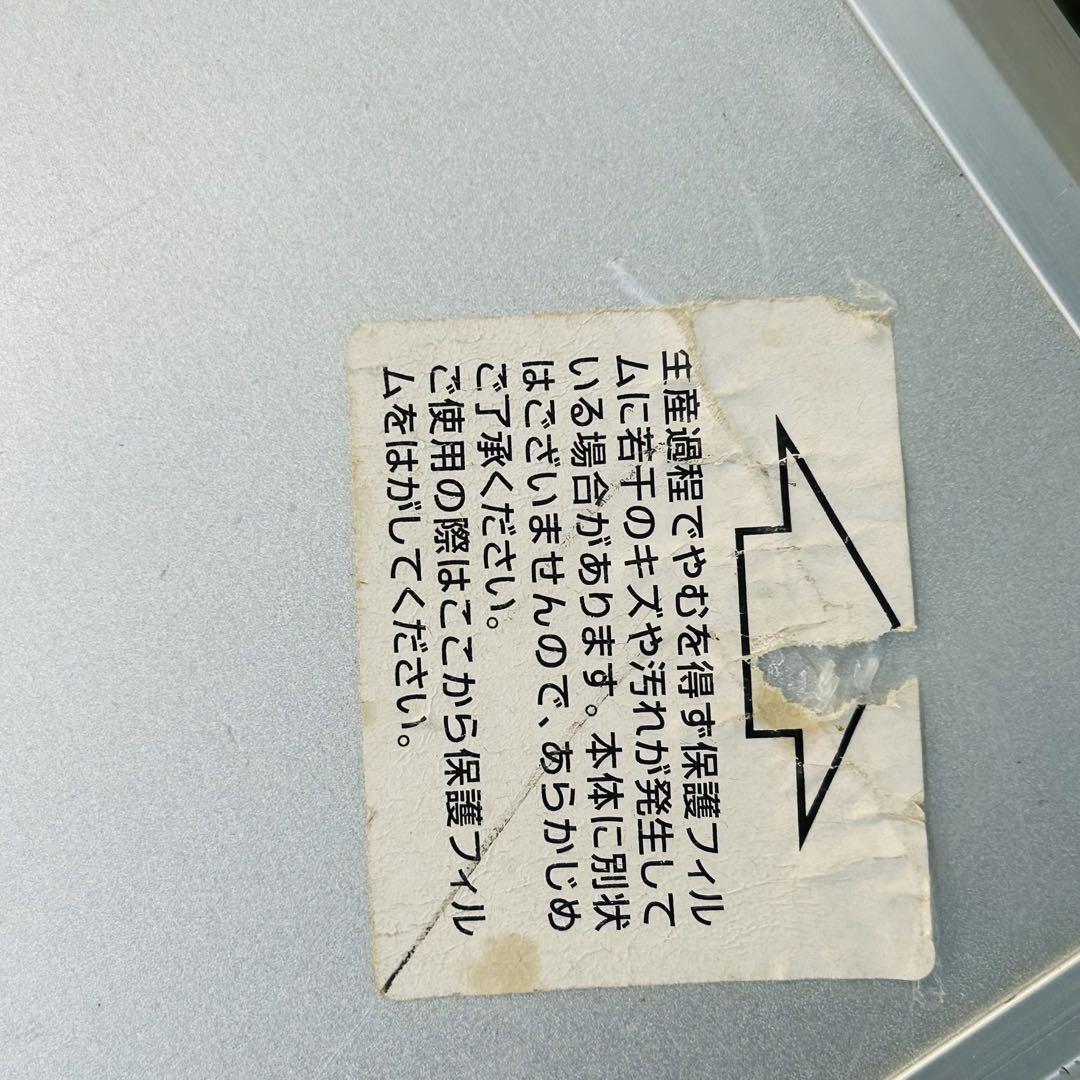 生産過程でやむを得ず保護フィル
ムに若干のキズや汚れが発生して
いる場合があります。本体に別状
はございませんので、あらかじめ
ご了承ください。
ご使用の際はここから保護フィル
ムをはがしてください。